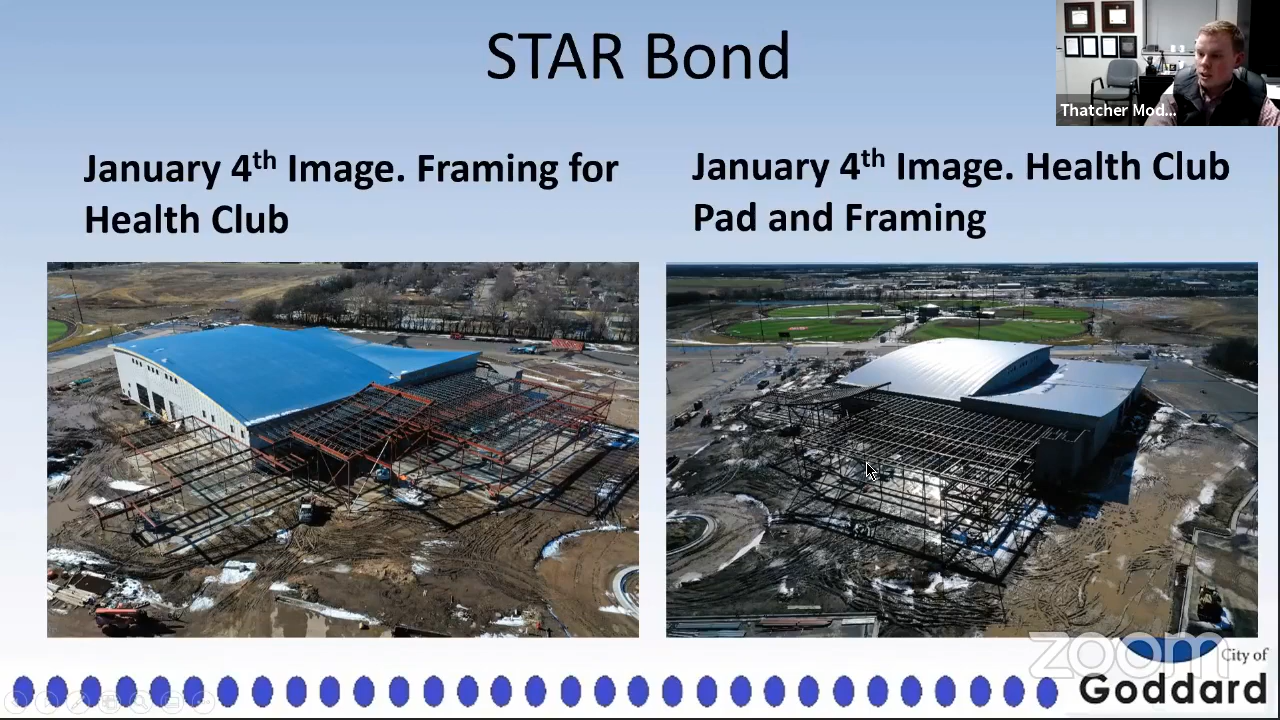 STAR Bond
Thatcher Mod...
January 4th Image. Framing for
Health Club
January 4th Image. Health Club
Pad and Framing
zoom
City of
Goddard